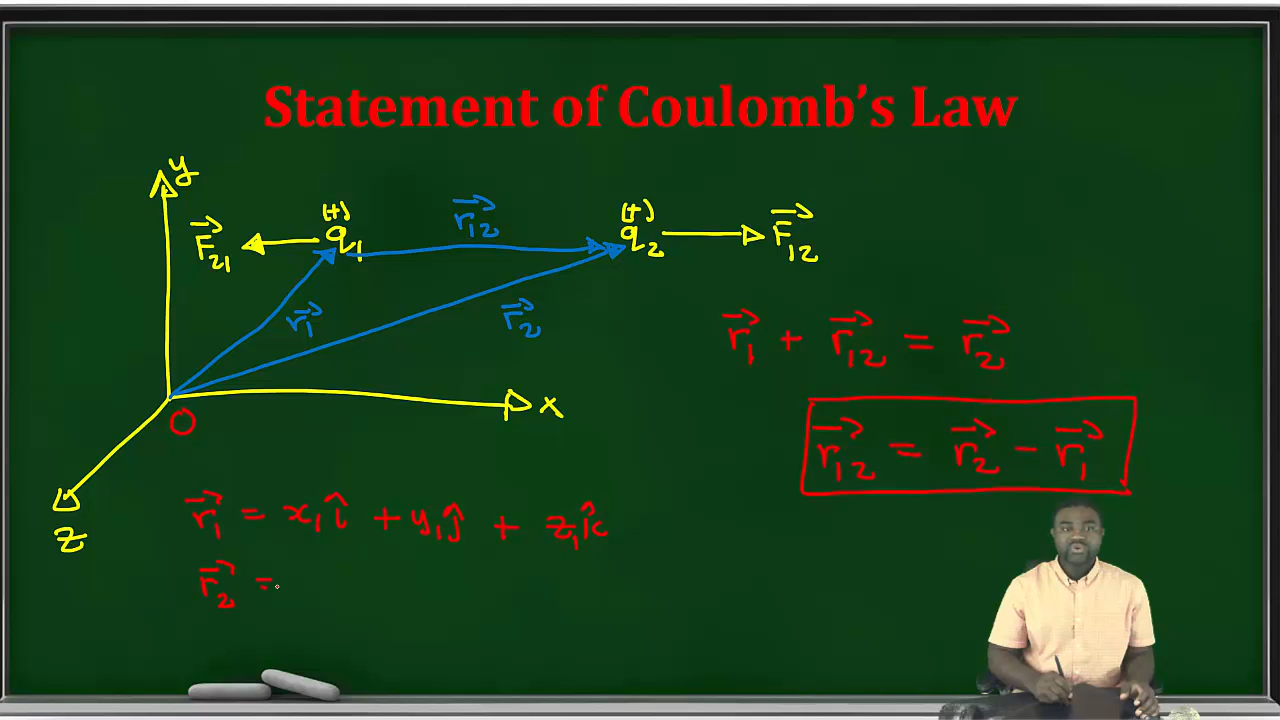 Statement of Coulomb's Law
y
(+) (+)
F⃗₂₁ q₁ r⃗₁₂ q₂ F⃗₁₂
r⃗₁ r⃗₂
r⃗₁ + r⃗₁₂ = r⃗₂
O x
r⃗₁₂ = r⃗₂ − r⃗₁
z
r⃗₁ = x₁î + y₁ĵ + z₁k̂
r⃗₂ =